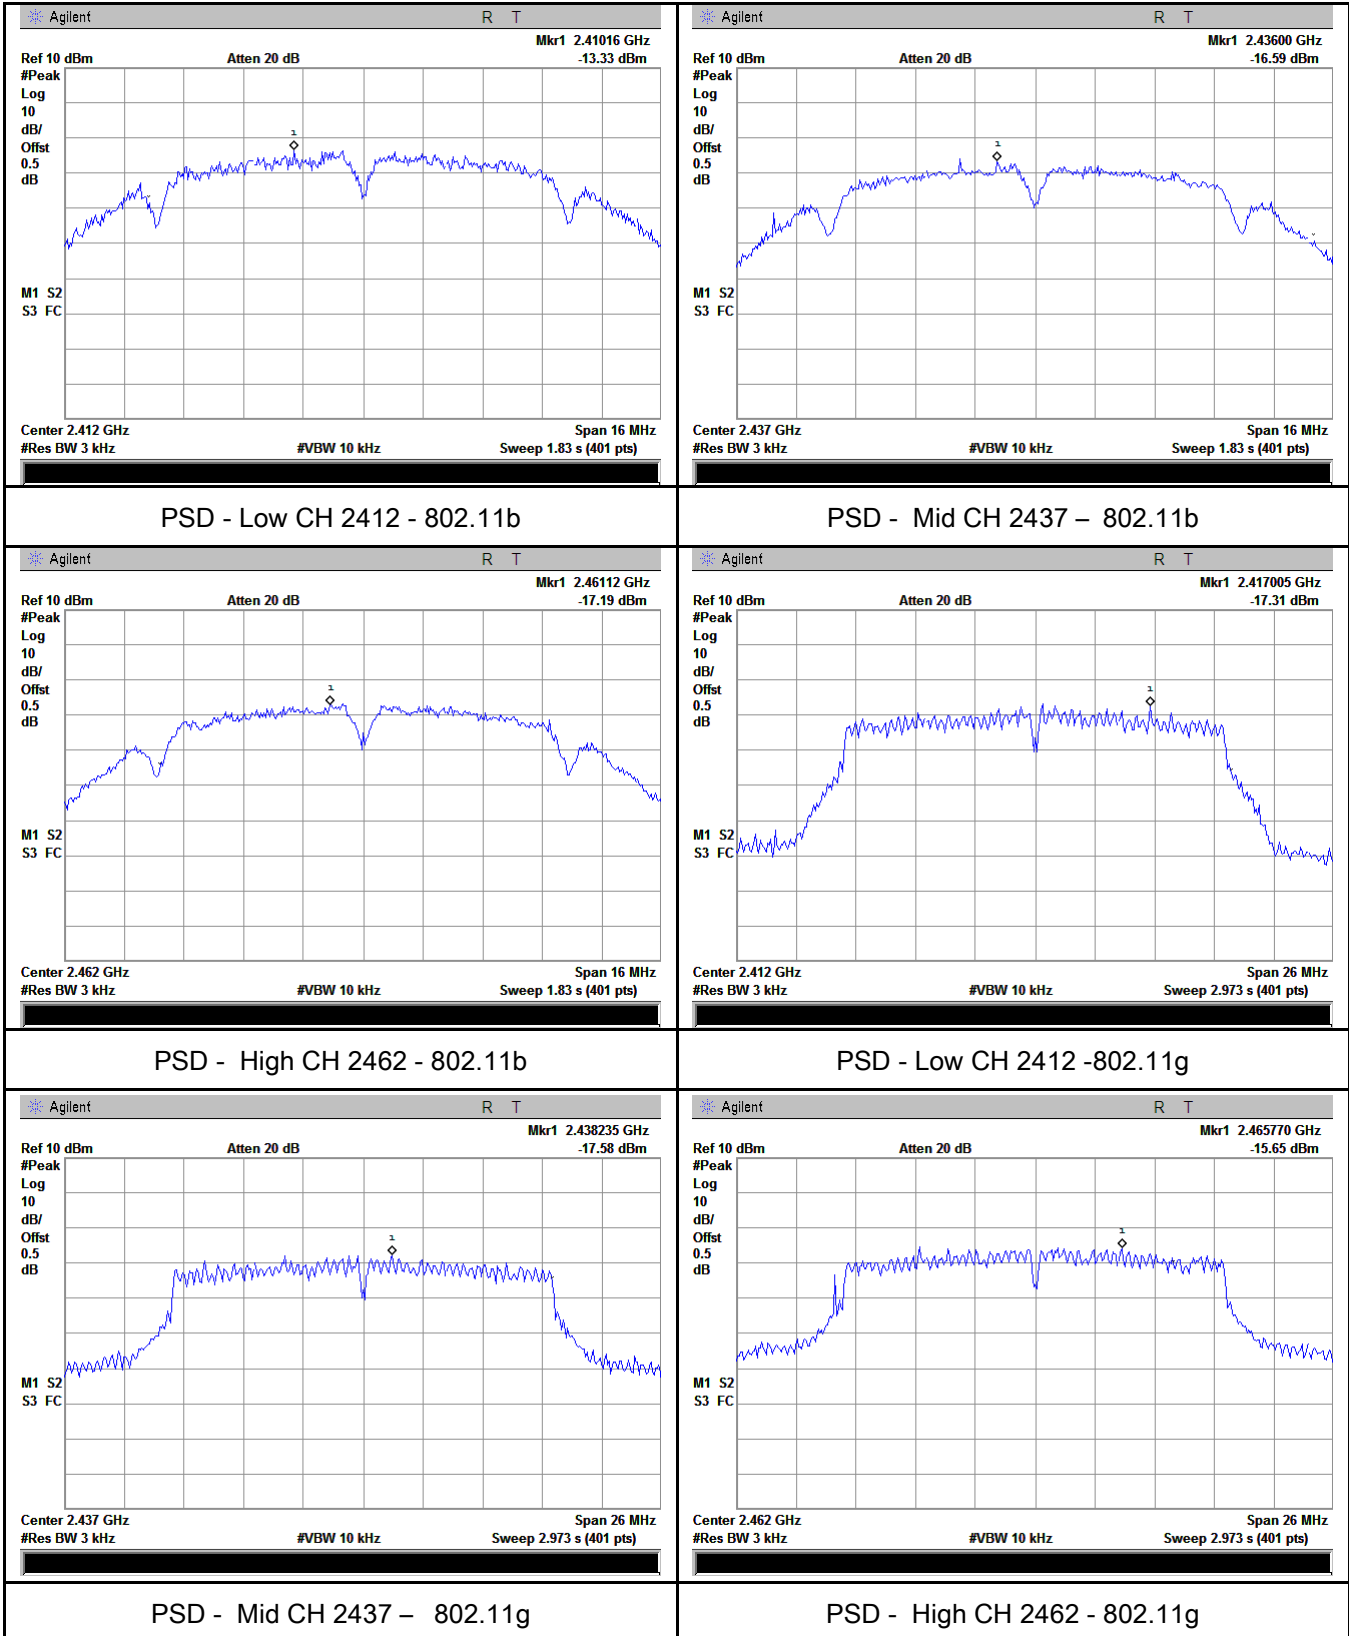 Agilent R T
Mkr1 2.41016 GHz
Ref 10 dBm Atten 20 dB -13.33 dBm
#Peak
Log
10
dB/
Offst
0.5
dB
1
M1 S2
S3 FC
Center 2.412 GHz Span 16 MHz
#Res BW 3 kHz #VBW 10 kHz Sweep 1.83 s (401 pts)
PSD - Low CH 2412 - 802.11b
Agilent R T
Mkr1 2.43600 GHz
Ref 10 dBm Atten 20 dB -16.59 dBm
#Peak
Log
10
dB/
Offst
0.5
dB
1
M1 S2
S3 FC
Center 2.437 GHz Span 16 MHz
#Res BW 3 kHz #VBW 10 kHz Sweep 1.83 s (401 pts)
PSD - Mid CH 2437 – 802.11b
Agilent R T
Mkr1 2.46112 GHz
Ref 10 dBm Atten 20 dB -17.19 dBm
#Peak
Log
10
dB/
Offst
0.5
dB
1
M1 S2
S3 FC
Center 2.462 GHz Span 16 MHz
#Res BW 3 kHz #VBW 10 kHz Sweep 1.83 s (401 pts)
PSD - High CH 2462 - 802.11b
Agilent R T
Mkr1 2.417005 GHz
Ref 10 dBm Atten 20 dB -17.31 dBm
#Peak
Log
10
dB/
Offst
0.5
dB
1
M1 S2
S3 FC
Center 2.412 GHz Span 26 MHz
#Res BW 3 kHz #VBW 10 kHz Sweep 2.973 s (401 pts)
PSD - Low CH 2412 -802.11g
Agilent R T
Mkr1 2.438235 GHz
Ref 10 dBm Atten 20 dB -17.58 dBm
#Peak
Log
10
dB/
Offst
0.5
dB
1
M1 S2
S3 FC
Center 2.437 GHz Span 26 MHz
#Res BW 3 kHz #VBW 10 kHz Sweep 2.973 s (401 pts)
PSD - Mid CH 2437 – 802.11g
Agilent R T
Mkr1 2.465770 GHz
Ref 10 dBm Atten 20 dB -15.65 dBm
#Peak
Log
10
dB/
Offst
0.5
dB
1
M1 S2
S3 FC
Center 2.462 GHz Span 26 MHz
#Res BW 3 kHz #VBW 10 kHz Sweep 2.973 s (401 pts)
PSD - High CH 2462 - 802.11g